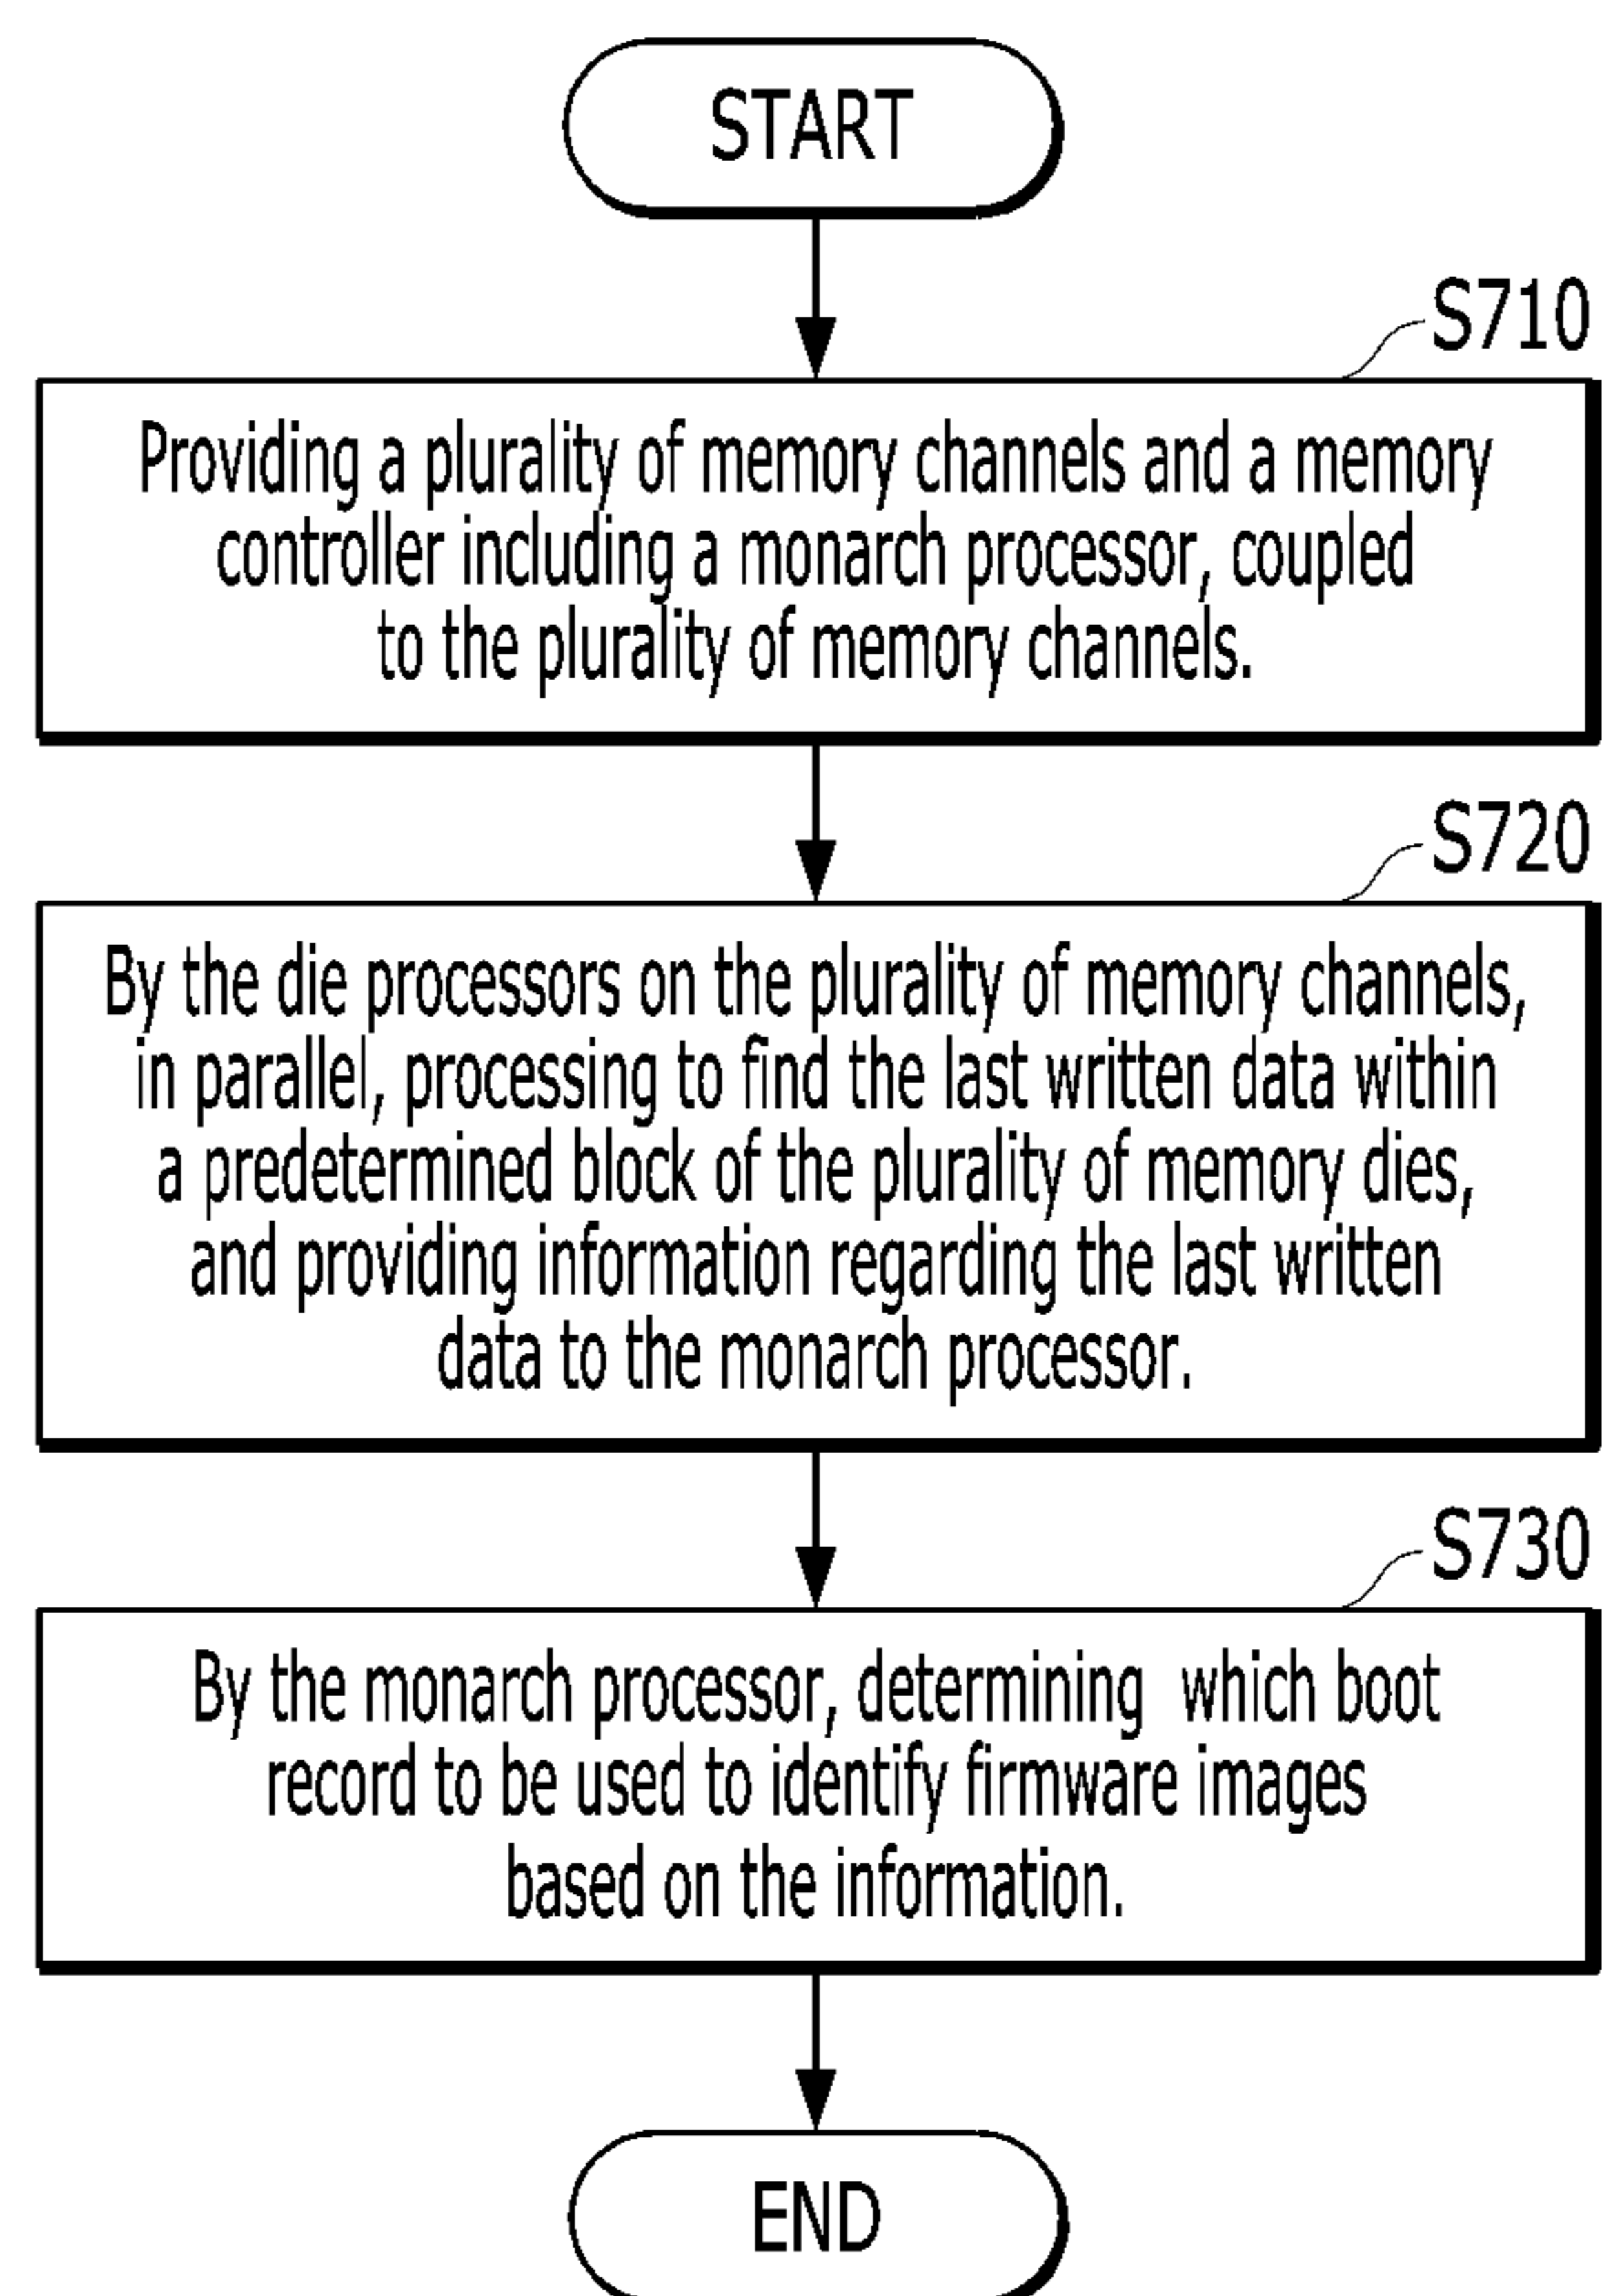 START
S710
Providing a plurality of memory channels and a memory
controller including a monarch processor, coupled
to the plurality of memory channels.
S720
By the die processors on the plurality of memory channels,
in parallel, processing to find the last written data within
a predetermined block of the plurality of memory dies,
and providing information regarding the last written
data to the monarch processor.
S730
By the monarch processor, determining which boot
record to be used to identify firmware images
based on the information.
END